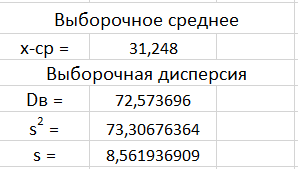 Выборочное среднее
х-ср = 31,248
Выборочная дисперсия
Dв = 72,573696
s² = 73,30676364
s = 8,561936909